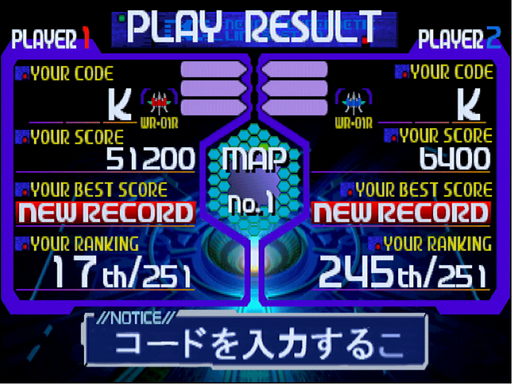 PLAY RESULT
PLAYER 1
YOUR CODE
K
WR-01R
YOUR SCORE
51200
YOUR BEST SCORE
NEW RECORD
YOUR RANKING
17th/251
MAP
No.1
PLAYER 2
YOUR CODE
K
WR-01R
YOUR SCORE
6400
YOUR BEST SCORE
NEW RECORD
YOUR RANKING
245th/251
//NOTICE//
コードを入力するこ